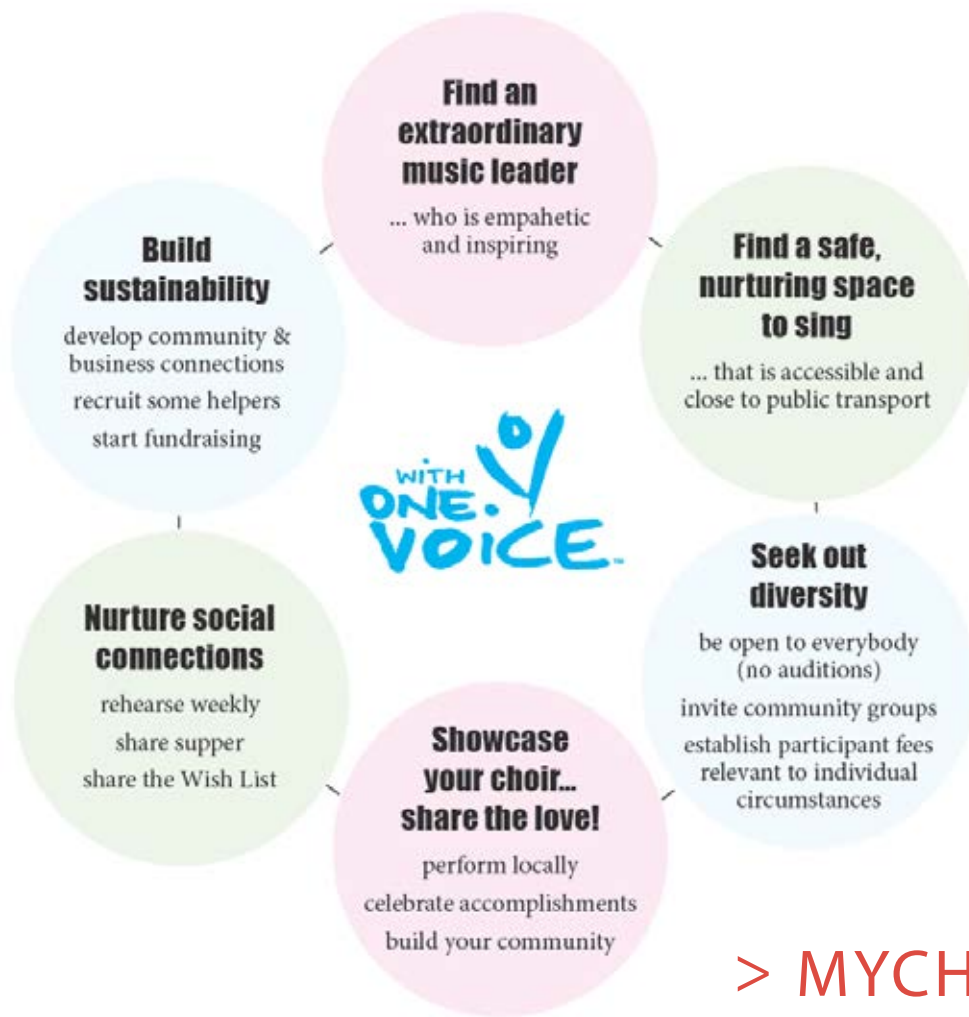 Find an
extraordinary
music leader
... who is empahetic
and inspiring
Find a safe,
nurturing space
to sing
... that is accessible and
close to public transport
Seek out
diversity
be open to everybody
(no auditions)
invite community groups
establish participant fees
relevant to individual
circumstances
Showcase
your choir...
share the love!
perform locally
celebrate accomplishments
build your community
Nurture social
connections
rehearse weekly
share supper
share the Wish List
Build
sustainability
develop community &
business connections
recruit some helpers
start fundraising
WiTH
ONE.
VOiCE™
> MYCH